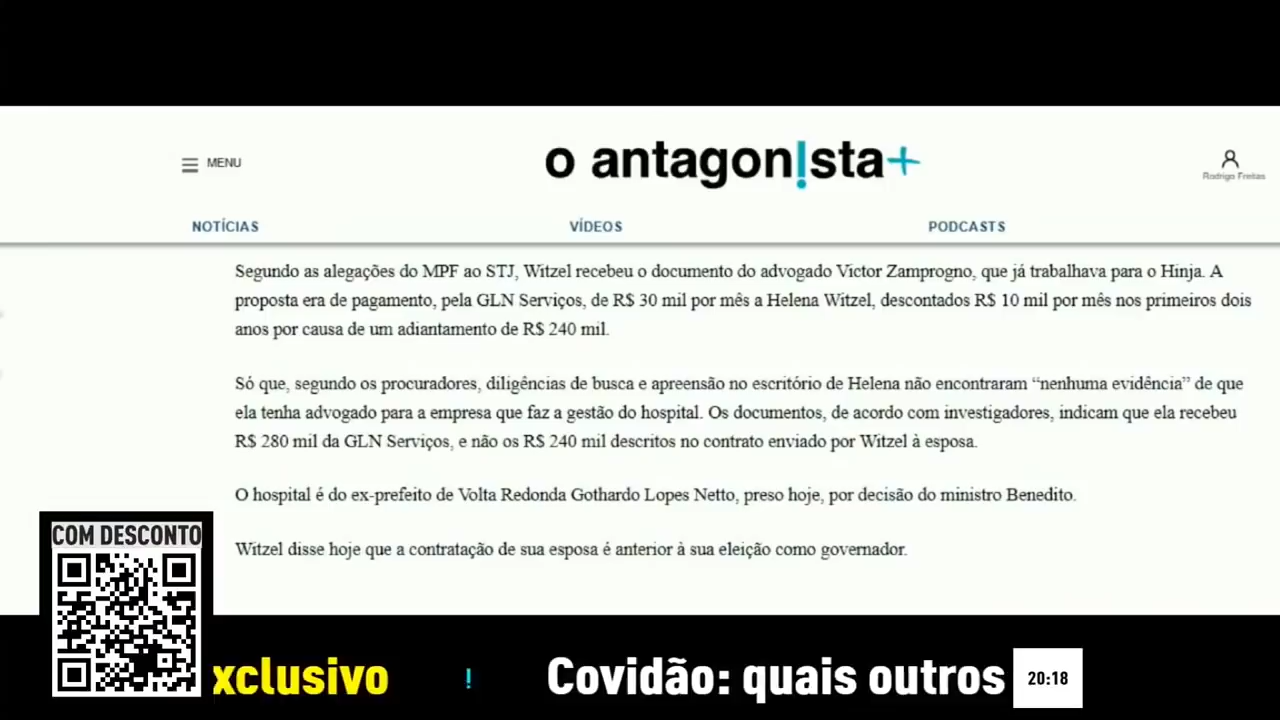 MENU
o antagon!sta+
Rodrigo Freitas
NOTÍCIAS
VÍDEOS
PODCASTS
Segundo as alegações do MPF ao STJ, Witzel recebeu o documento do advogado Victor Zamprogno, que já trabalhava para o Hinja. A
proposta era de pagamento, pela GLN Serviços, de R$ 30 mil por mês a Helena Witzel, descontados R$ 10 mil por mês nos primeiros dois
anos por causa de um adiantamento de R$ 240 mil.
Só que, segundo os procuradores, diligências de busca e apreensão no escritório de Helena não encontraram “nenhuma evidência” de que
ela tenha advogado para a empresa que faz a gestão do hospital. Os documentos, de acordo com investigadores, indicam que ela recebeu
R$ 280 mil da GLN Serviços, e não os R$ 240 mil descritos no contrato enviado por Witzel à esposa.
O hospital é do ex-prefeito de Volta Redonda Gothardo Lopes Netto, preso hoje, por decisão do ministro Benedito.
Witzel disse hoje que a contratação de sua esposa é anterior à sua eleição como governador.
COM DESCONTO
xclusivo ! Covidão: quais outros
20:18